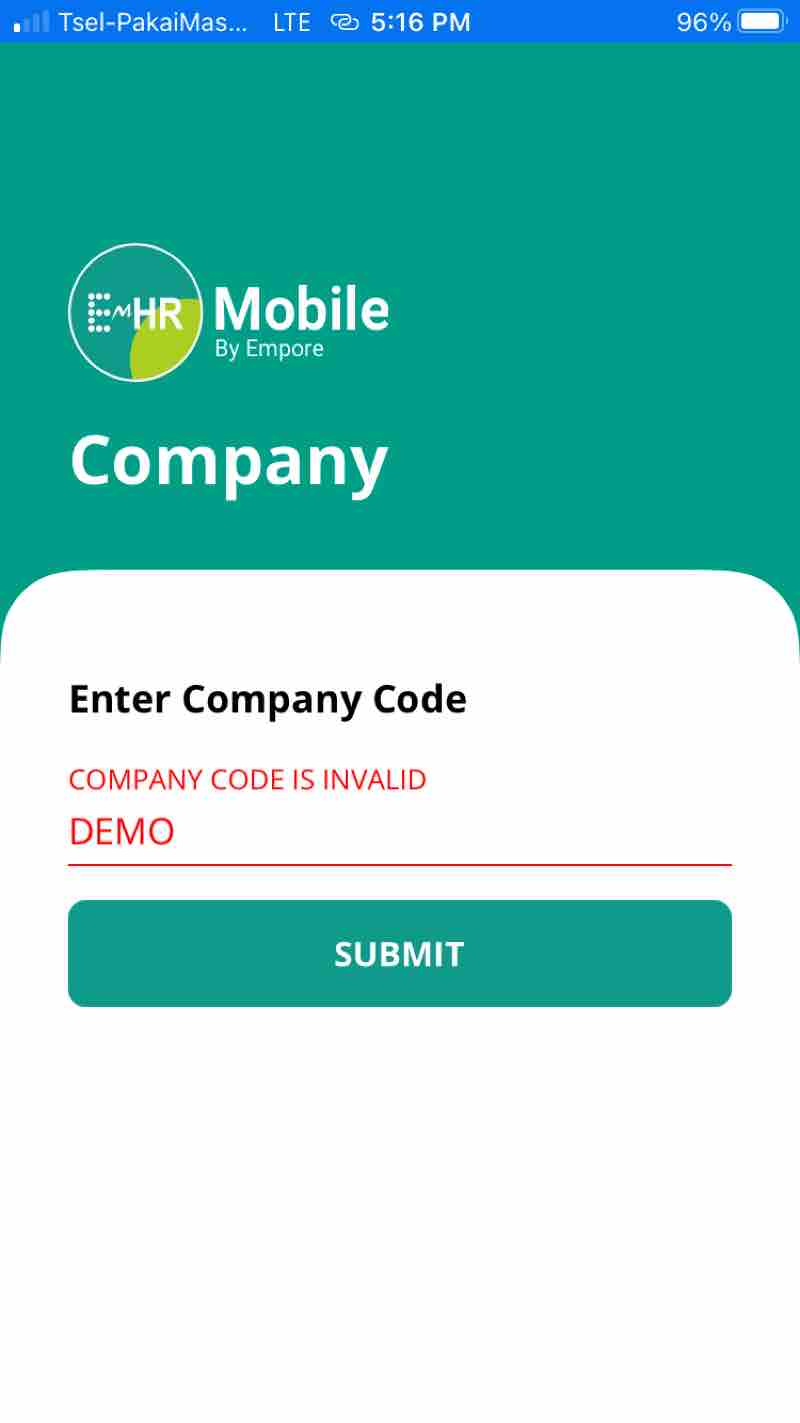 Tsel-PakaiMas... LTE 5:16 PM 96%
EmHR Mobile
By Empore
Company
Enter Company Code
COMPANY CODE IS INVALID
DEMO
SUBMIT